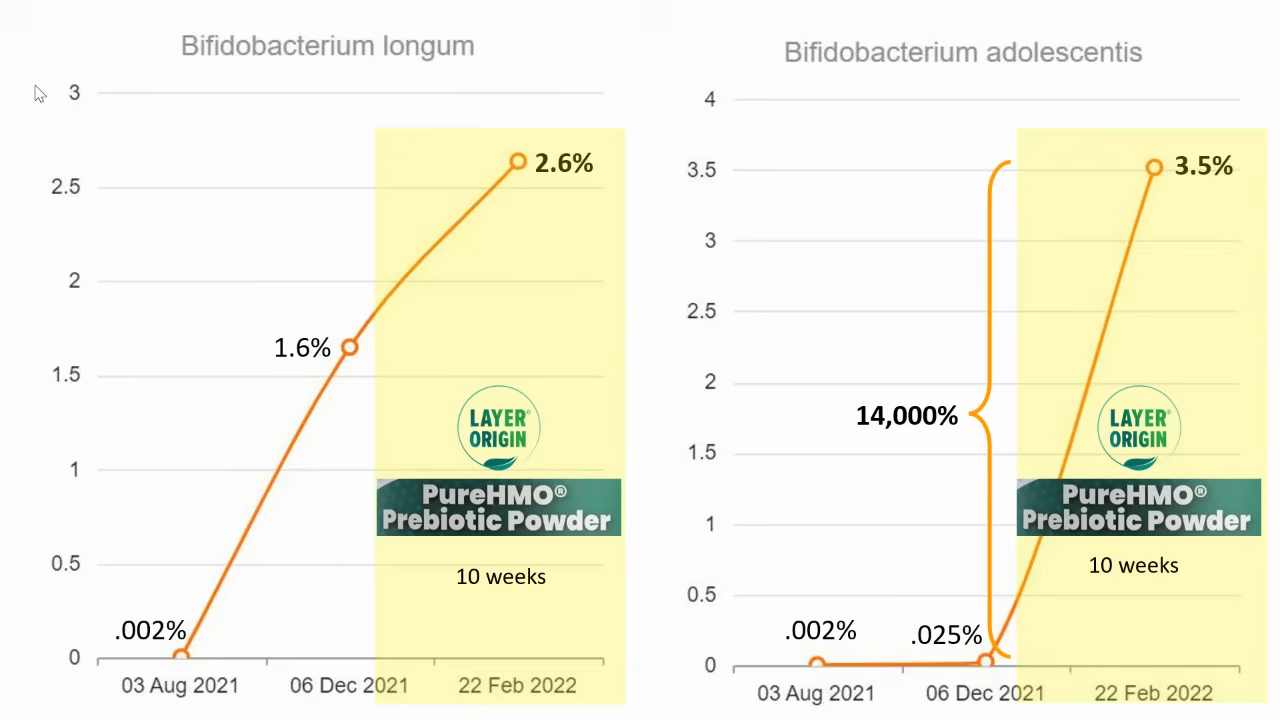 Bifidobacterium longum
3
2.5
2
1.5
1
0.5
0
2.6%
1.6%
.002%
LAYER®
ORIGIN
PureHMO®
Prebiotic Powder
10 weeks
03 Aug 2021 06 Dec 2021 22 Feb 2022
Bifidobacterium adolescentis
4
3.5
3
2.5
2
1.5
1
0.5
0
3.5%
14,000%
.002%
.025%
LAYER®
ORIGIN
PureHMO®
Prebiotic Powder
10 weeks
03 Aug 2021 06 Dec 2021 22 Feb 2022